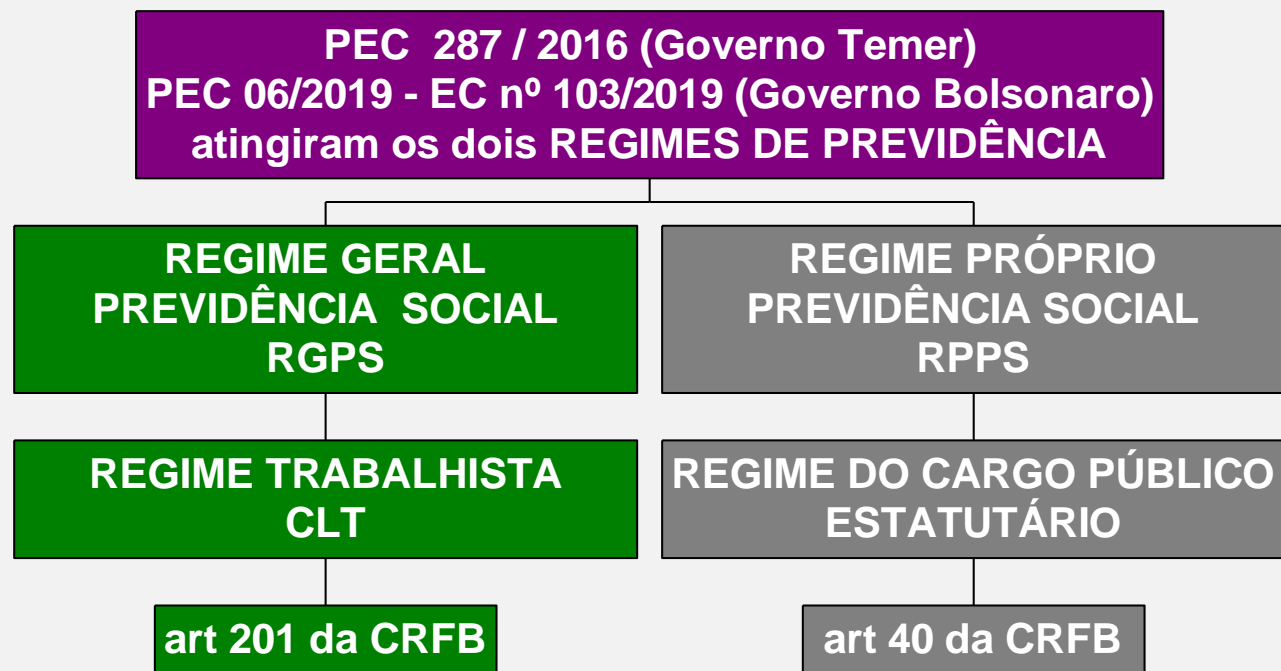 PEC 287 / 2016 (Governo Temer)
PEC 06/2019 - EC nº 103/2019 (Governo Bolsonaro)
atingiram os dois REGIMES DE PREVIDÊNCIA
REGIME GERAL
PREVIDÊNCIA SOCIAL
RGPS
REGIME PRÓPRIO
PREVIDÊNCIA SOCIAL
RPPS
REGIME TRABALHISTA
CLT
REGIME DO CARGO PÚBLICO
ESTATUTÁRIO
art 201 da CRFB
art 40 da CRFB